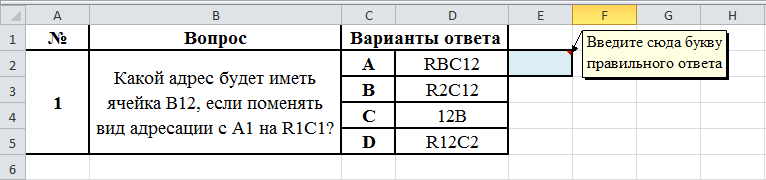 A B C D E F G H
1 № Вопрос Варианты ответа
Введите сюда букву
правильного ответа
2 A RBC12
3 B R2C12
4 C 12B
5 D R12C2
6
1
Какой адрес будет иметь
ячейка B12, если поменять
вид адресации с A1 на R1C1?